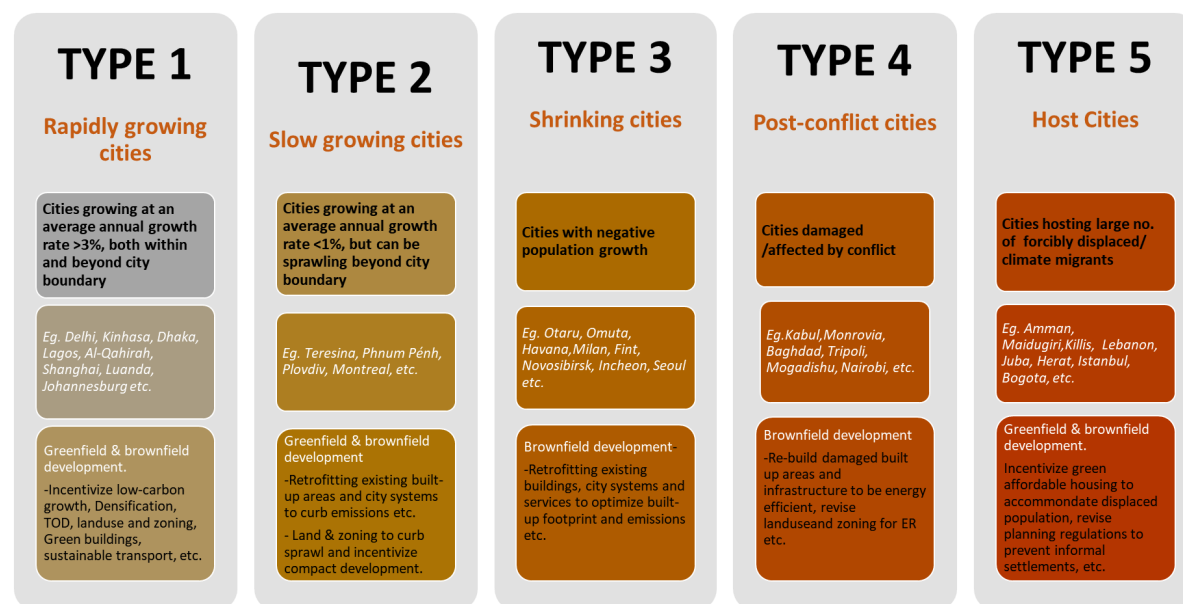 TYPE 1
Rapidly growing
cities
Cities growing at an
average annual growth
rate >3%, both within
and beyond city
boundary
Eg. Delhi, Kinhasa, Dhaka,
Lagos, Al-Qahirah,
Shanghai, Luanda,
Johannesburg etc.
Greenfield & brownfield
development.
-Incentivize low-carbon
growth, Densification,
TOD, landuse and zoning,
Green buildings,
sustainable transport, etc.
TYPE 2
Slow growing cities
Cities growing at an
average annual growth
rate <1%, but can be
sprawling beyond city
boundary
Eg. Teresina, Phnum Pénh,
Plovdiv, Montreal, etc.
Greenfield & brownfield
development
-Retrofitting existing built-
up areas and city systems
to curb emissions etc.
- Land & zoning to curb
sprawl and incentivize
compact development.
TYPE 3
Shrinking cities
Cities with negative
population growth
Eg. Otaru, Omuta,
Havana,Milan, Fint,
Novosibirsk, Incheon, Seoul
etc.
Brownfield development-
-Retrofitting existing
buildings, city systems and
services to optimize built-
up footprint and emissions
etc.
TYPE 4
Post-conflict cities
Cities damaged
/affected by conflict
Eg.Kabul,Monrovia,
Baghdad, Tripoli,
Mogadishu, Nairobi, etc.
Brownfield development
-Re-build damaged built
up areas and
infrastructure to be energy
efficient, revise
landuseand zoning for ER
etc.
TYPE 5
Host Cities
Cities hosting large no.
of forcibly displaced/
climate migrants
Eg. Amman,
Maidugiri,Killis, Lebanon,
Juba, Herat, Istanbul,
Bogota, etc.
Greenfield & brownfield
development.
Incentivize green
affordable housing to
accommondate displaced
population, revise
planning regulations to
prevent informal
settlements, etc.